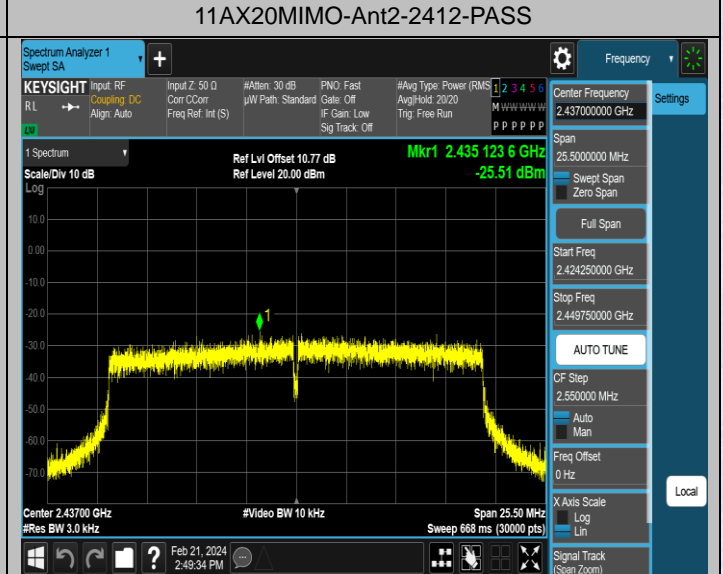 11AX20MIMO-Ant2-2412-PASS
Spectrum Analyzer 1
Swept SA
+
Frequency
KEYSIGHT
RL
LXI
Input: RF
Coupling: DC
Align: Auto
Input Z: 50 Ω
Corr CCorr
Freq Ref: Int (S)
#Atten: 30 dB
µW Path: Standard
PNO: Fast
Gate: Off
IF Gain: Low
Sig Track: Off
#Avg Type: Power (RMS
Avg|Hold: 20/20
Trig: Free Run
1 2 3 4 5 6
M W W W W W
P P P P P P
1 Spectrum
Scale/Div 10 dB
Log
Ref Lvl Offset 10.77 dB
Ref Level 20.00 dBm
Mkr1 2.435 123 6 GHz
-25.51 dBm
10.0
0.00
-10.0
-20.0
-30.0
-40.0
-50.0
-60.0
-70.0
1
Center 2.43700 GHz
#Res BW 3.0 kHz
#Video BW 10 kHz
Span 25.50 MHz
Sweep 668 ms (30000 pts)
Feb 21, 2024
2:49:34 PM
?
Center Frequency
2.437000000 GHz
Span
25.5000000 MHz
Swept Span
Zero Span
Full Span
Start Freq
2.424250000 GHz
Stop Freq
2.449750000 GHz
AUTO TUNE
CF Step
2.550000 MHz
Auto
Man
Freq Offset
0 Hz
X Axis Scale
Log
Lin
Signal Track
(Span Zoom)
Settings
Local